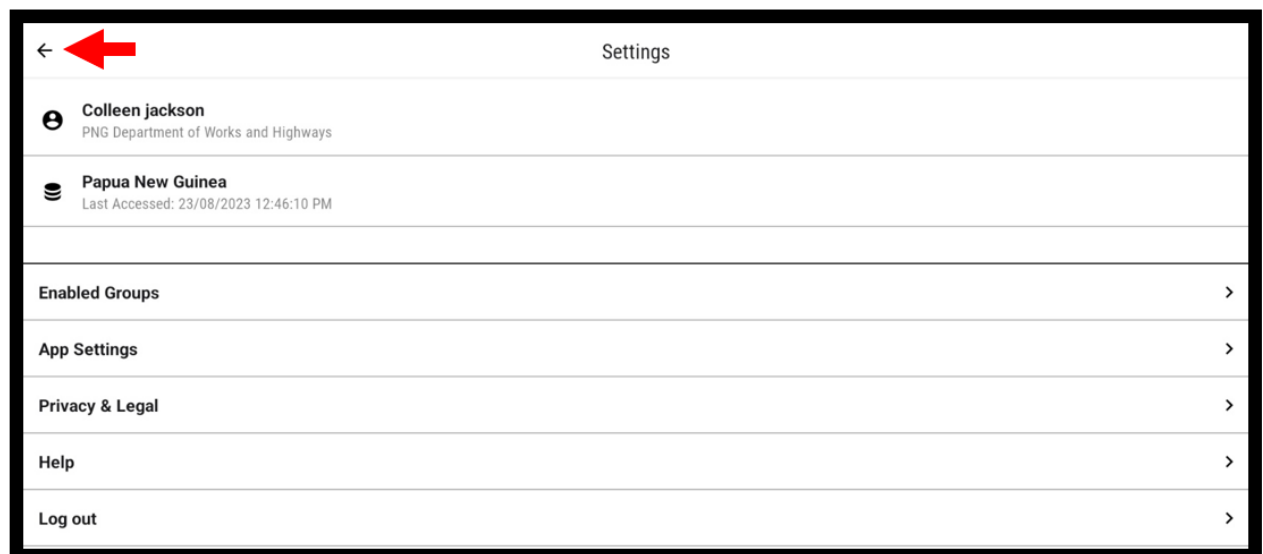 Settings
Colleen jackson
PNG Department of Works and Highways
Papua New Guinea
Last Accessed: 23/08/2023 12:46:10 PM
Enabled Groups
App Settings
Privacy & Legal
Help
Log out